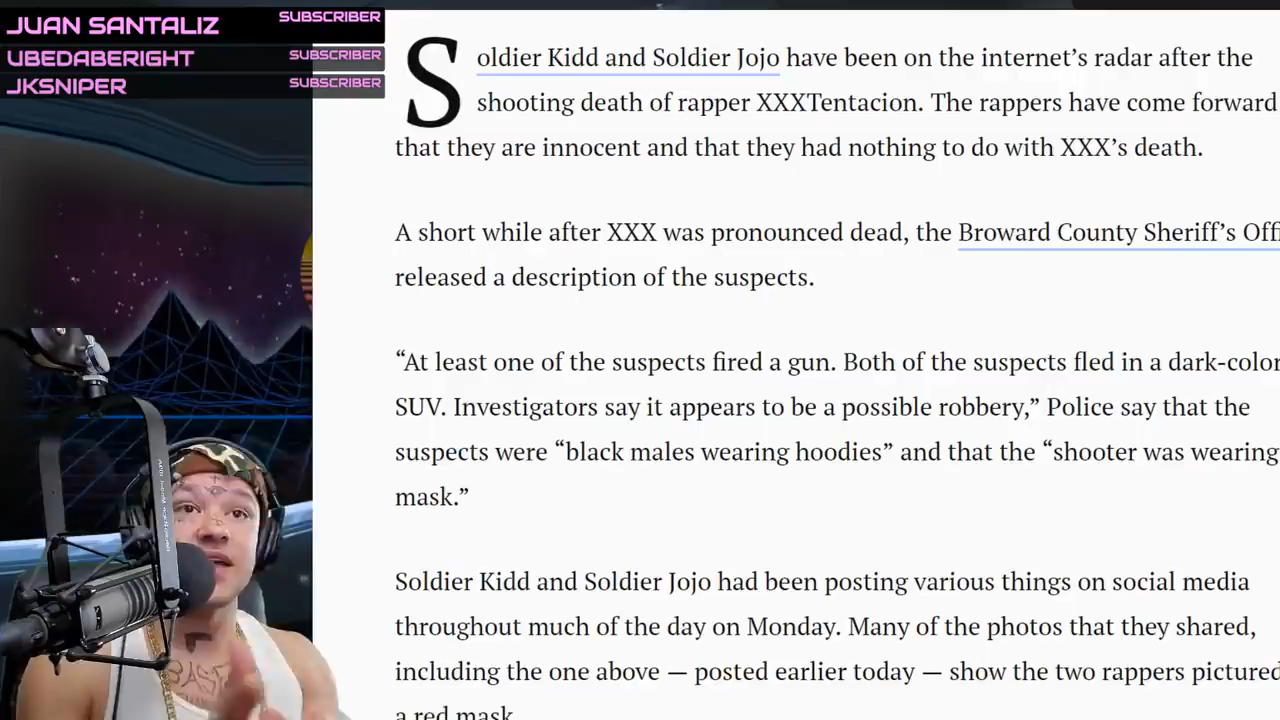 JUAN SANTALIZ SUBSCRIBER
UBEDABERIGHT SUBSCRIBER
JKSNIPER SUBSCRIBER
Soldier Kidd and Soldier Jojo have been on the internet’s radar after the
shooting death of rapper XXXTentacion. The rappers have come forward
that they are innocent and that they had nothing to do with XXX’s death.
A short while after XXX was pronounced dead, the Broward County Sheriff’s Offi
released a description of the suspects.
“At least one of the suspects fired a gun. Both of the suspects fled in a dark-color
SUV. Investigators say it appears to be a possible robbery,” Police say that the
suspects were “black males wearing hoodies” and that the “shooter was wearing
mask.”
Soldier Kidd and Soldier Jojo had been posting various things on social media
throughout much of the day on Monday. Many of the photos that they shared,
including the one above — posted earlier today — show the two rappers pictured
a red mask